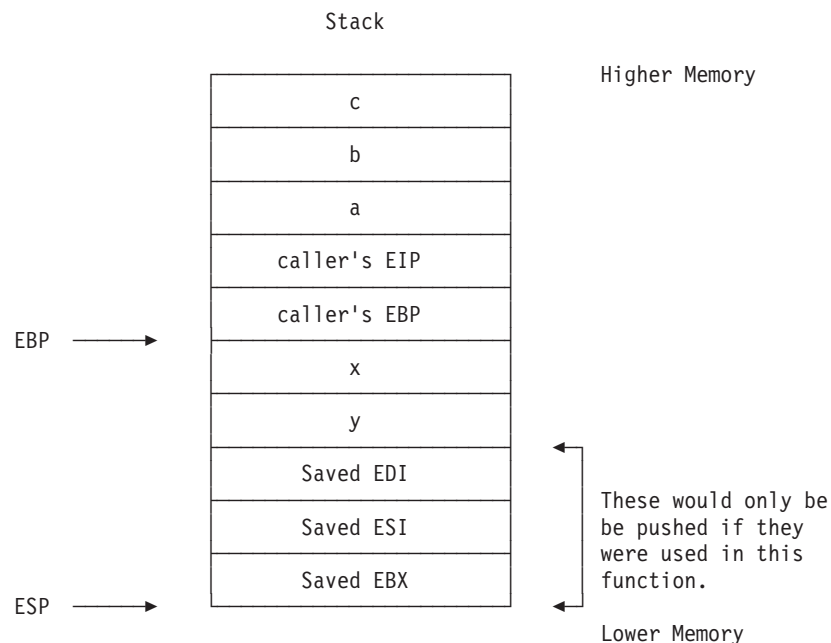 Stack
Higher Memory
c
b
a
caller's EIP
caller's EBP
EBP
x
y
Saved EDI
Saved ESI
Saved EBX
These would only be
be pushed if they
were used in this
function.
ESP
Lower Memory